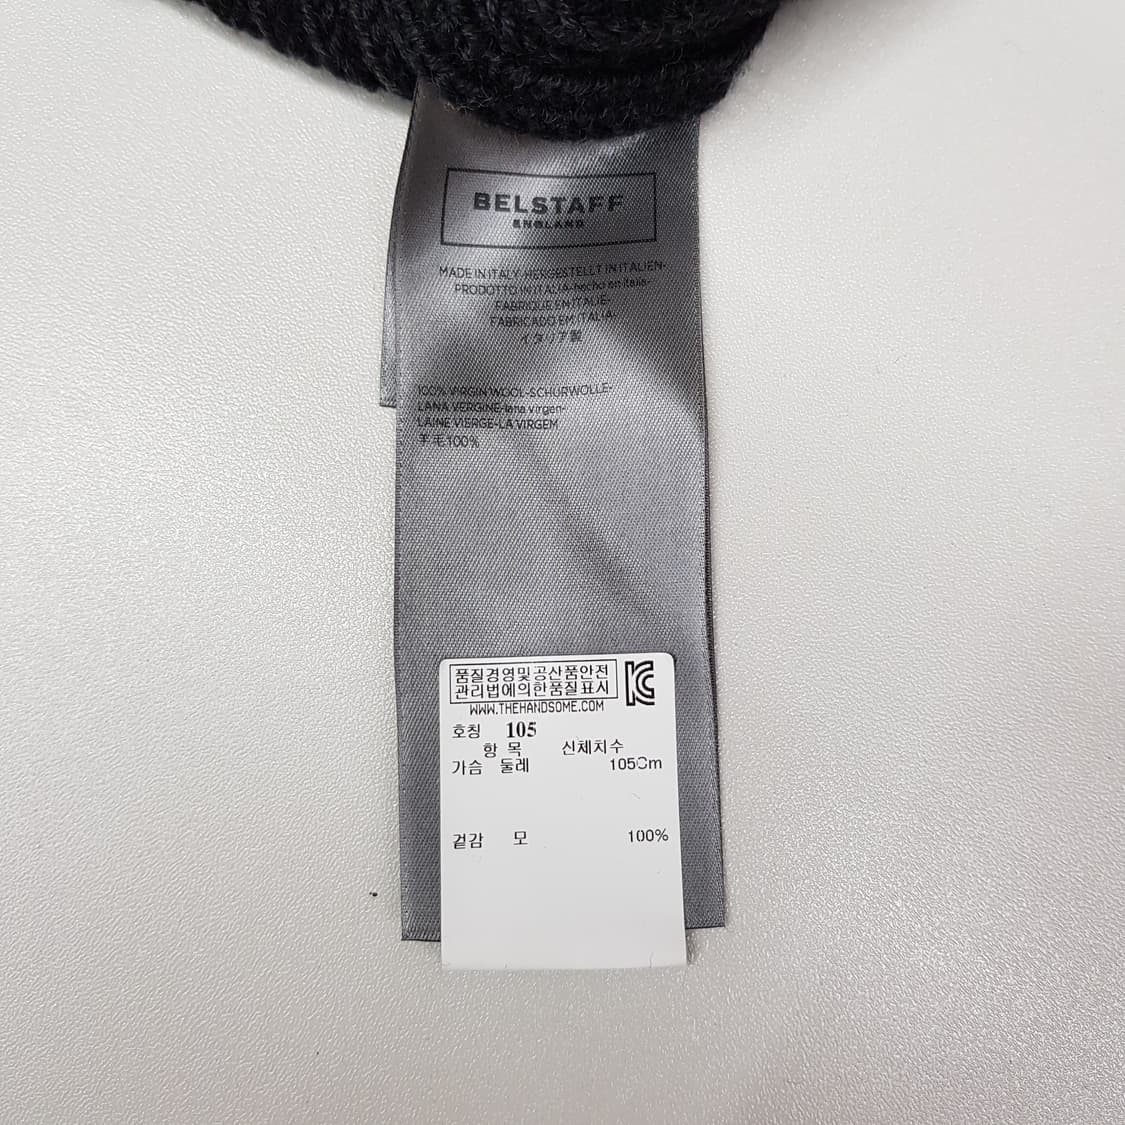 BELSTAFF
ENGLAND
MADE IN ITALY-HERGESTELLT IN ITALIEN-
PRODOTTO IN ITALIA-hecho en italia-
FABRIQUE EN ITALIE-
FABRICADO EM ITALIA-
イタリア製
100% VIRGIN WOOL-SCHURWOLLE-
LANA VERGINE-lana virgen-
LAINE VIERGE-LA VIRGEM
羊毛100%
품질경영및공산품안전
관리법에의한품질표시
WWW.THEHANDSOME.COM
호칭 105
항 목 신체치수
가슴 둘레 105Cm
겉감 모 100%